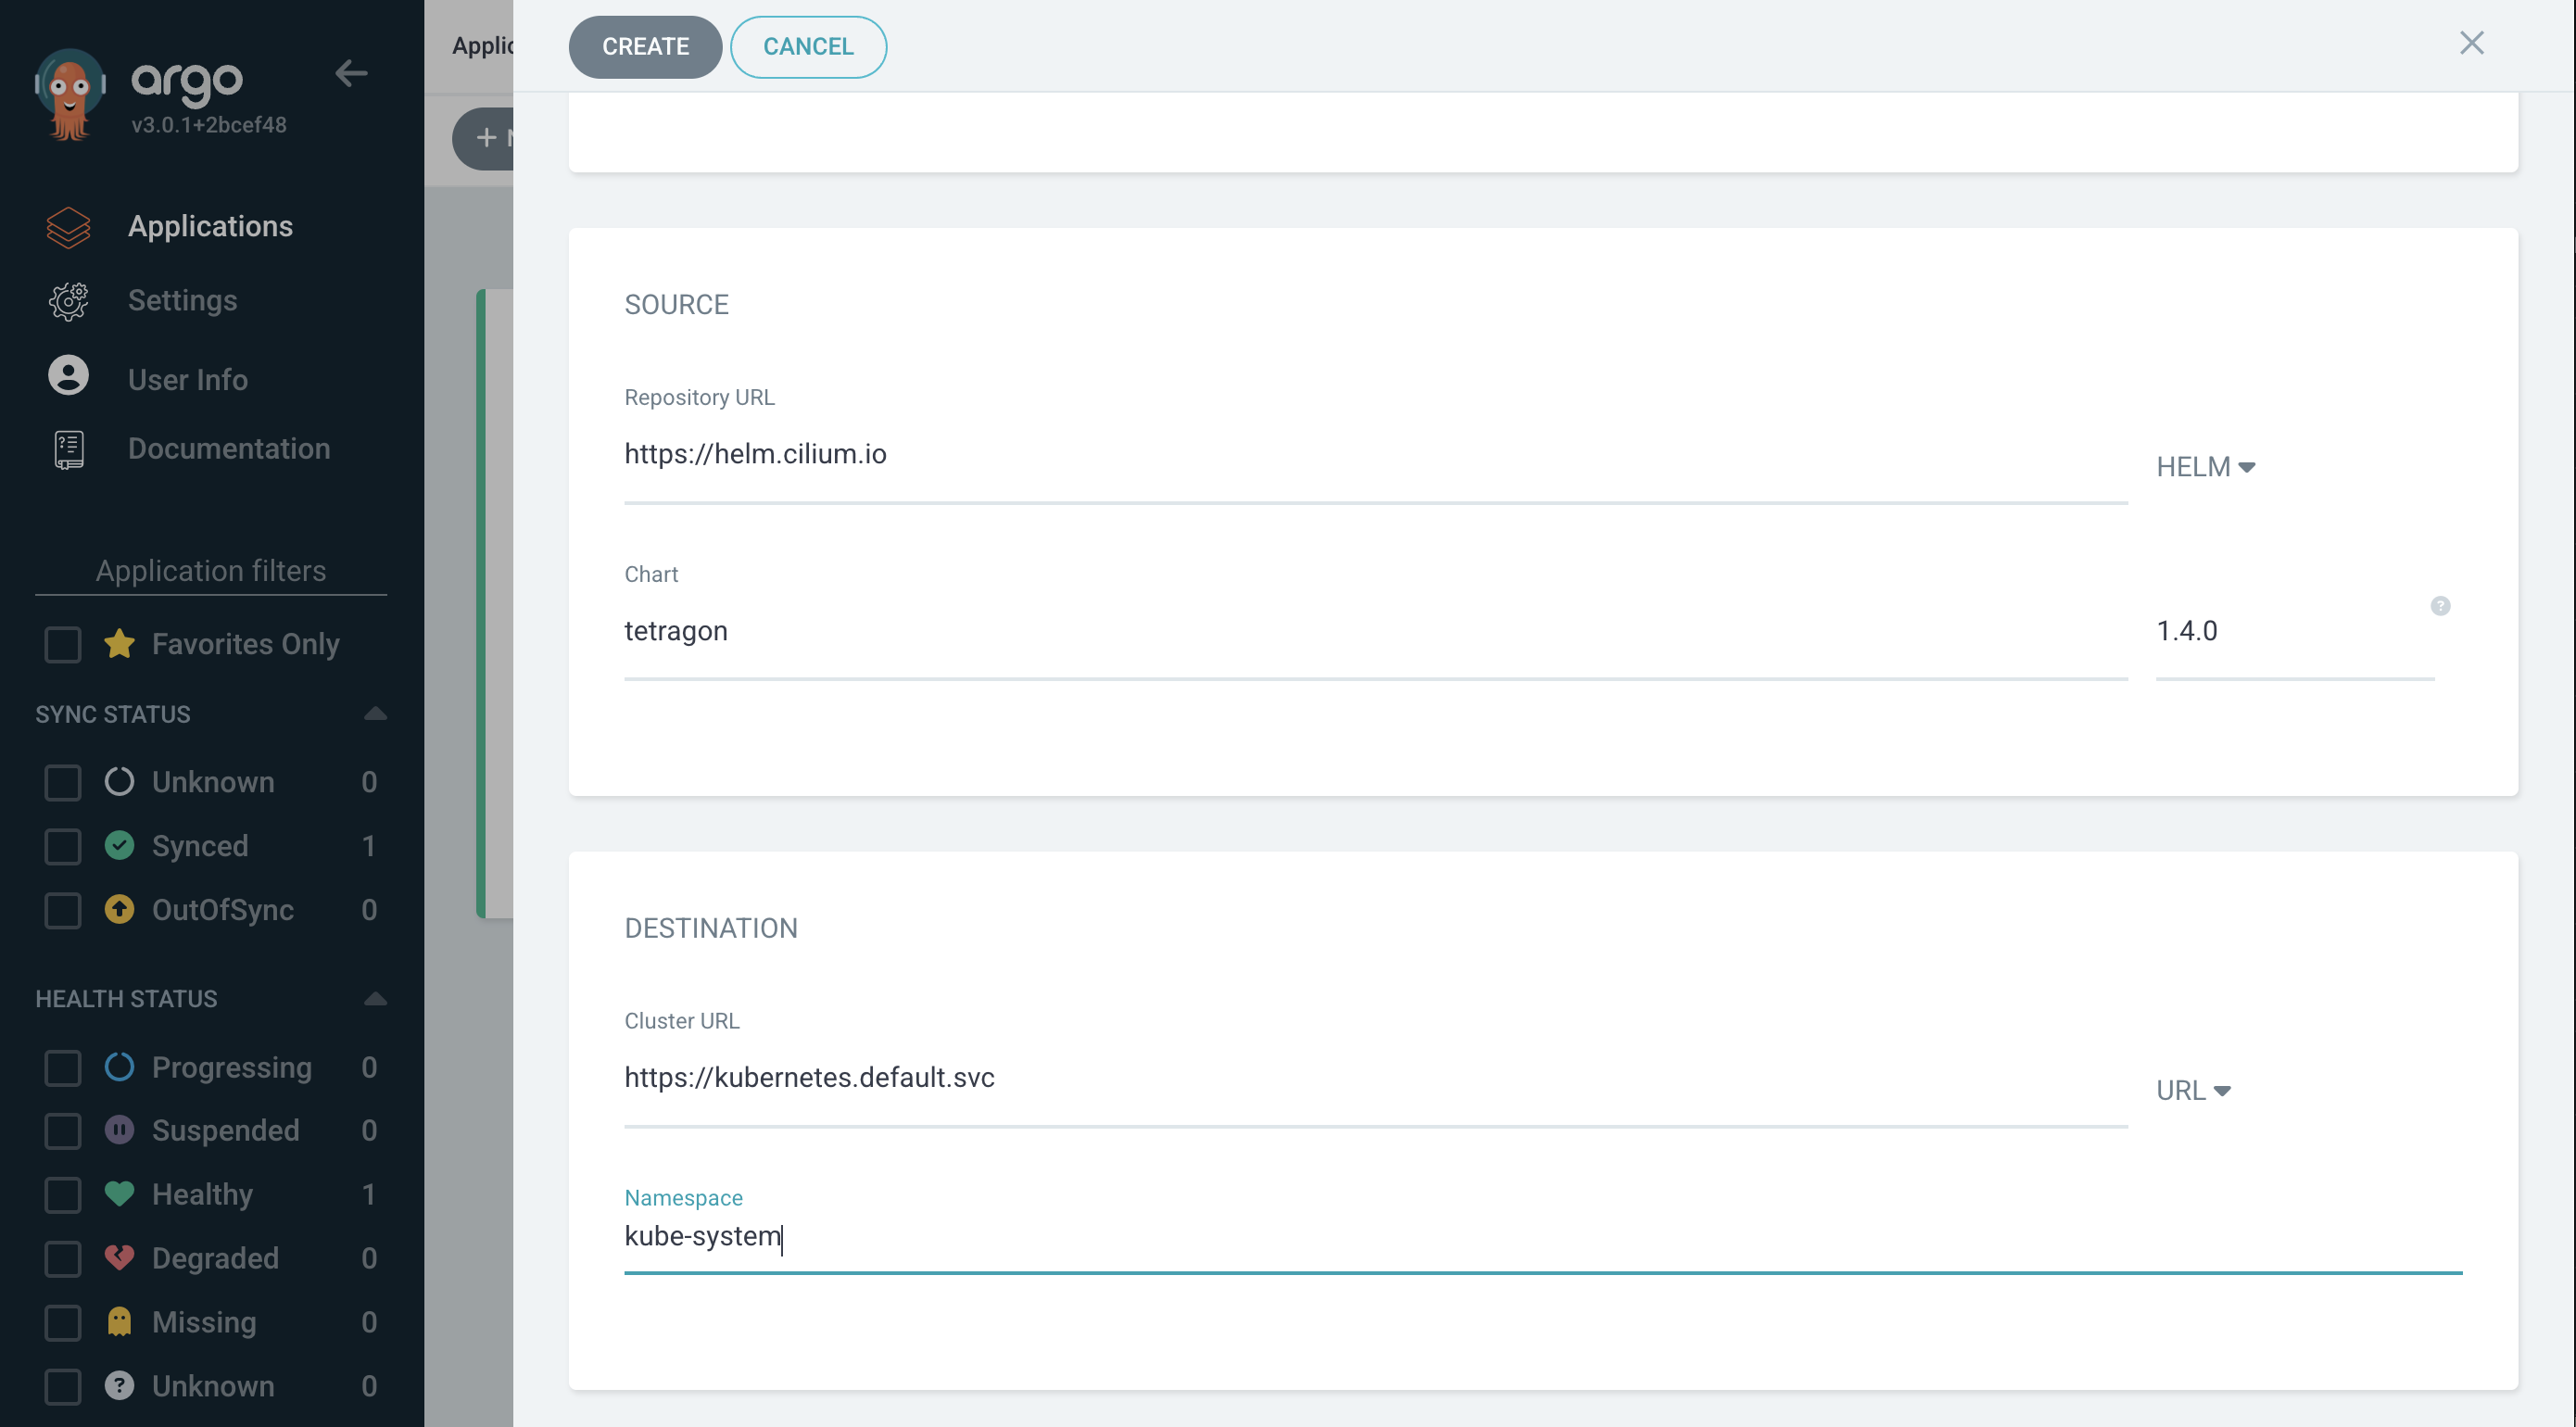 argo
v3.0.1+2bcef48
Applications
Settings
User Info
Documentation
Application filters
Favorites Only
SYNC STATUS
Unknown 0
Synced 1
OutOfSync 0
HEALTH STATUS
Progressing 0
Suspended 0
Healthy 1
Degraded 0
Missing 0
Unknown 0
Applic
+ N
CREATE CANCEL
SOURCE
Repository URL
https://helm.cilium.io HELM
Chart
tetragon 1.4.0 ?
DESTINATION
Cluster URL
https://kubernetes.default.svc URL
Namespace
kube-system